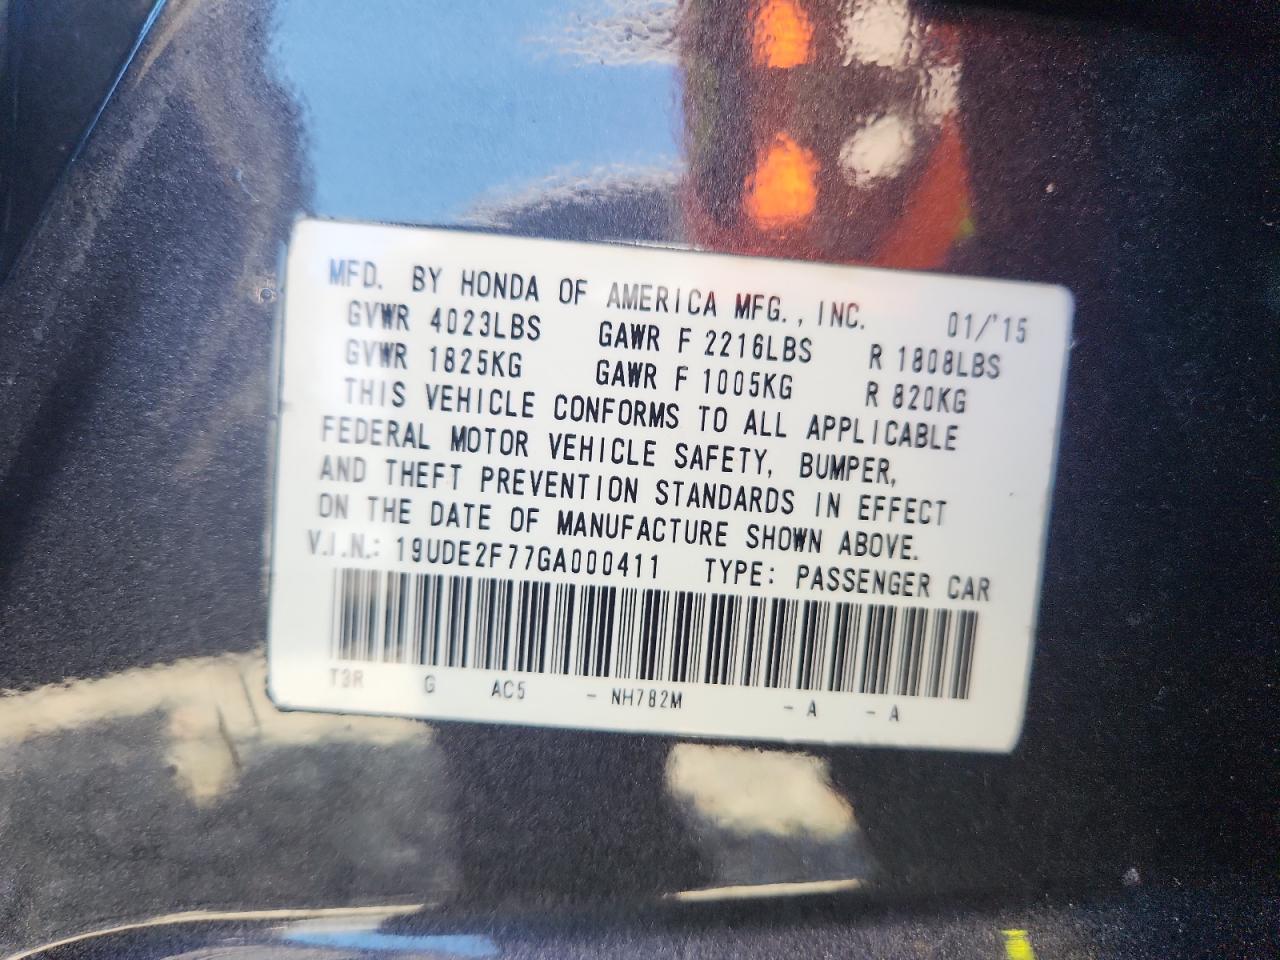 MFD. BY HONDA OF AMERICA MFG., INC. 01/'15
GVWR 4023LBS GAWR F 2216LBS R 1808LBS
GVWR 1825KG GAWR F 1005KG R 820KG
THIS VEHICLE CONFORMS TO ALL APPLICABLE
FEDERAL MOTOR VEHICLE SAFETY, BUMPER,
AND THEFT PREVENTION STANDARDS IN EFFECT
ON THE DATE OF MANUFACTURE SHOWN ABOVE.
V.I.N.: 19UDE2F77GA000411 TYPE: PASSENGER CAR
T3R G AC5 - NH782M - A - A